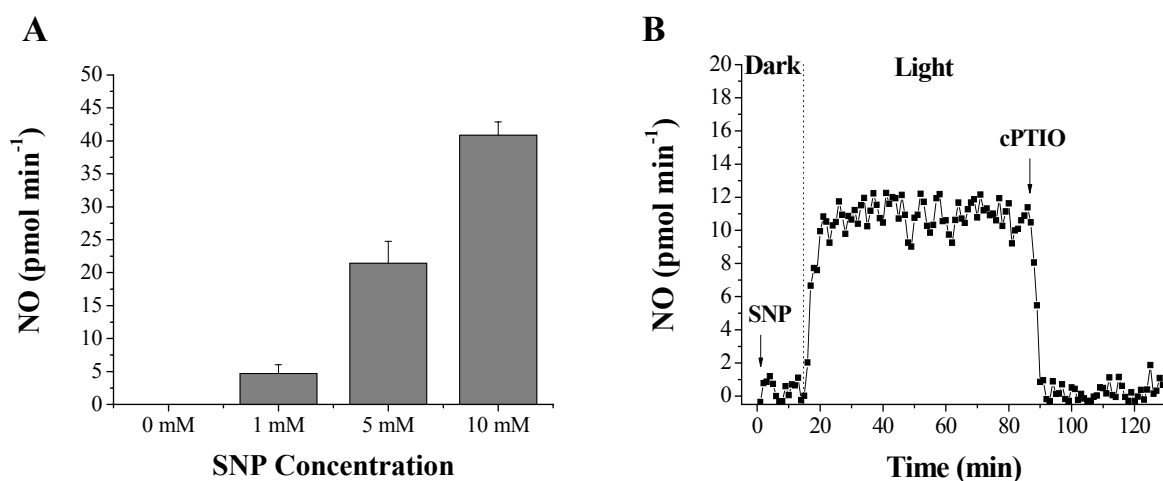 A
NO (pmol min⁻¹)
50
45
40
35
30
25
20
15
10
5
0
0 mM 1 mM 5 mM 10 mM
SNP Concentration
B
NO (pmol min⁻¹)
20
18
16
14
12
10
8
6
4
2
0
Dark Light
cPTIO
SNP
0 20 40 60 80 100 120
Time (min)